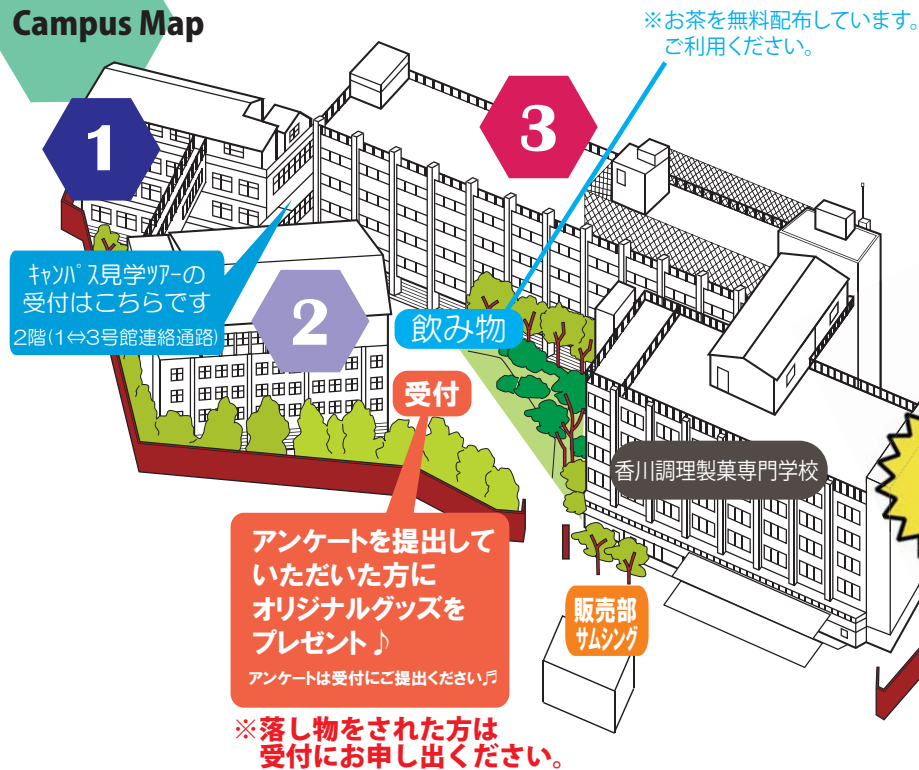 Campus Map
※お茶を無料配布しています。
ご利用ください。
1
3
キャンパス見学ツアーの
受付はこちらです
2階(1⇔3号館連絡通路)
2
飲み物
受付
香川調理製菓専門学校
アンケートを提出して
いただいた方に
オリジナルグッズを
プレゼント♪
アンケートは受付にご提出ください♬
販売部
サムシング
※落し物をされた方は
受付にお申し出ください。